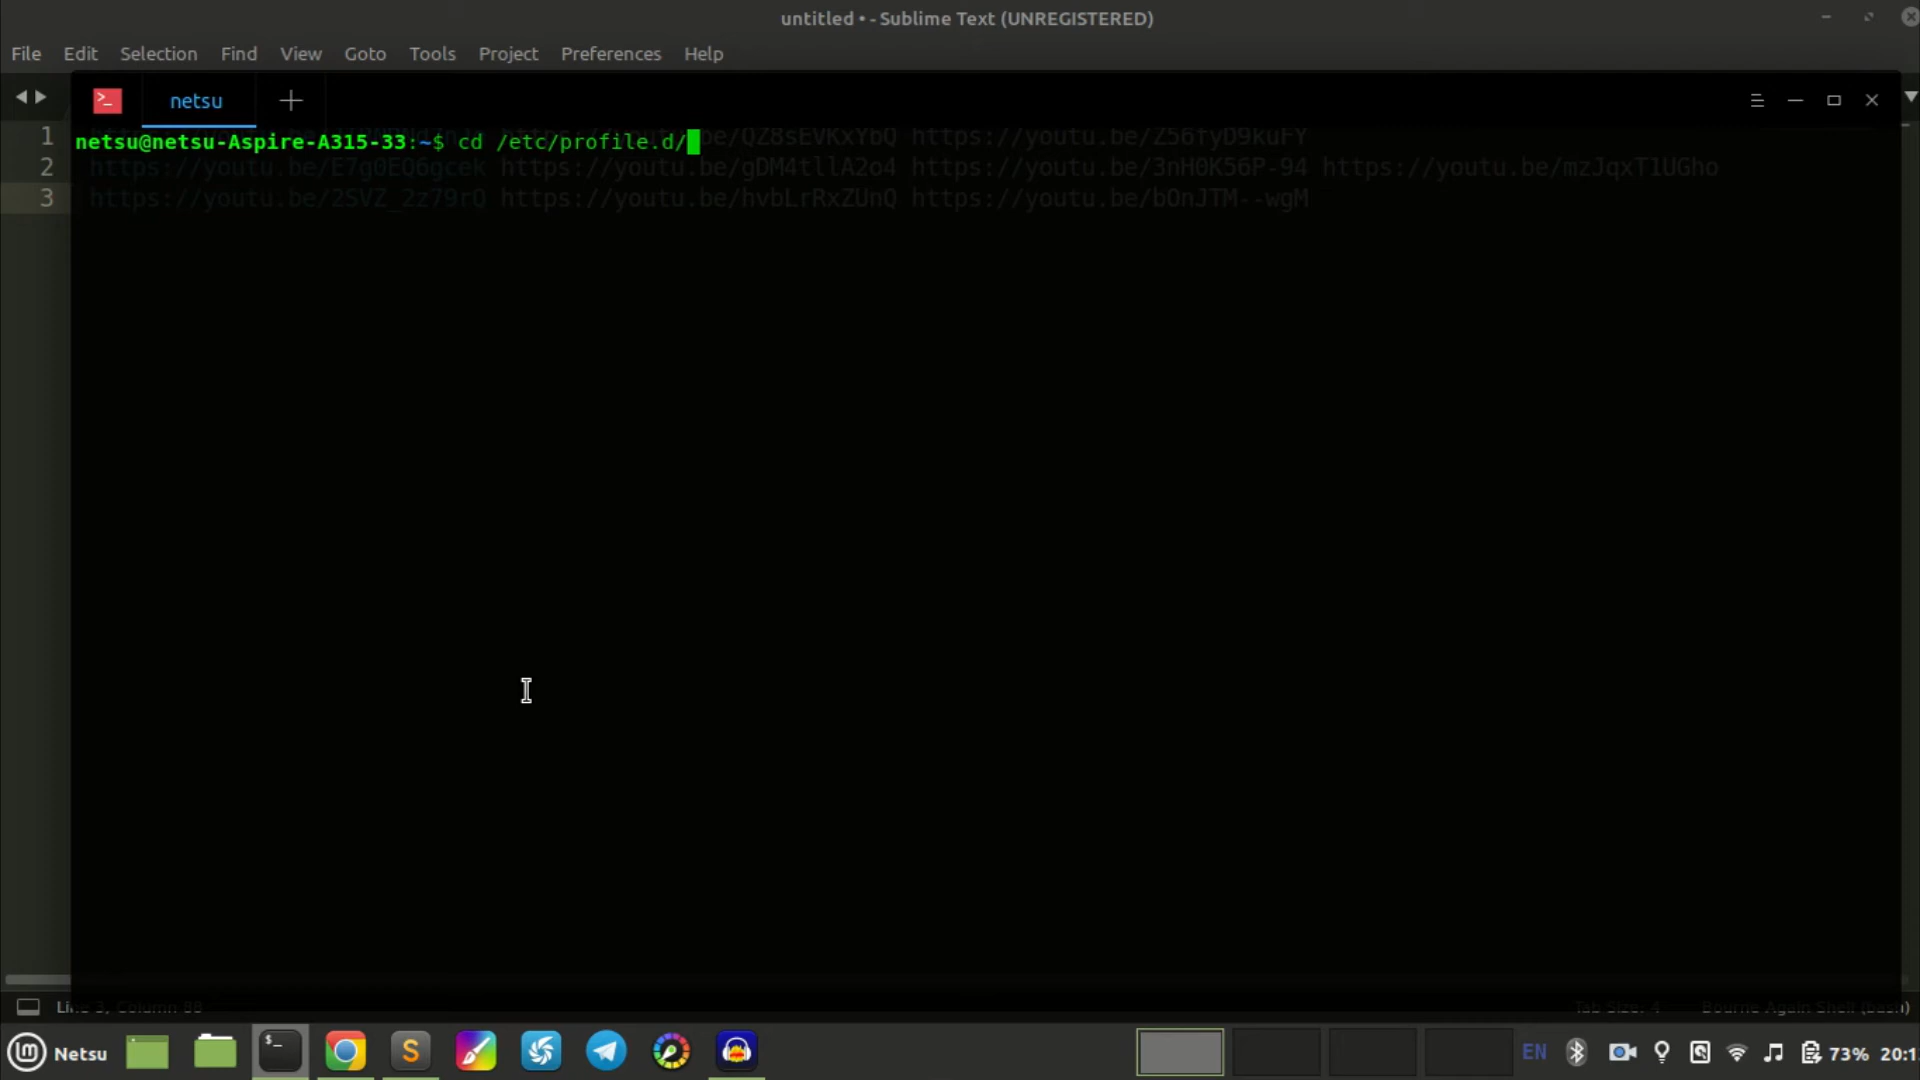 untitled • - Sublime Text (UNREGISTERED)
File Edit Selection Find View Goto Tools Project Preferences Help
netsu
1 be/QZ8sEVKxYbQ https://youtu.be/Z56fyD9kuFY
netsu@netsu-Aspire-A315-33:~$ cd /etc/profile.d/
2 https://youtu.be/E7g0EQ6gcek https://youtu.be/gDM4tllA2o4 https://youtu.be/3nH0K56P-94 https://youtu.be/mzJqxT1UGho
3 https://youtu.be/25VZ_2z79rQ https://youtu.be/hvbLrRxZUnQ https://youtu.be/bOnJTM--wgM
Line 3, Column 88 Tab Size: 4 Bourne Again Shell (bash)
Netsu EN 73% 20:1